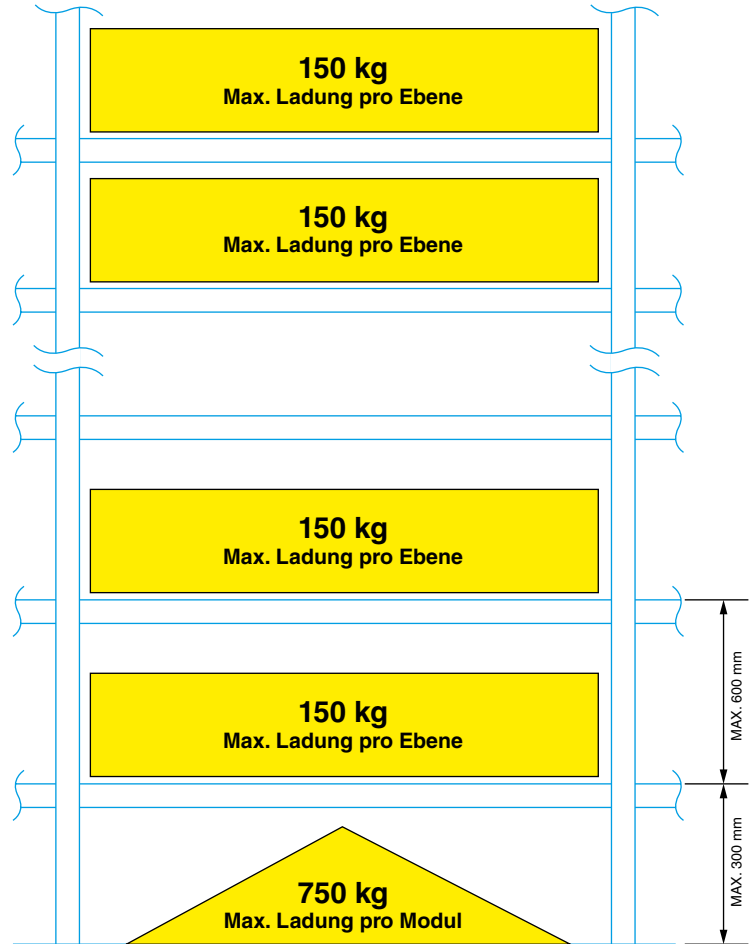 150 kg
Max. Ladung pro Ebene
150 kg
Max. Ladung pro Ebene
150 kg
Max. Ladung pro Ebene
150 kg
Max. Ladung pro Ebene
MAX. 600 mm
750 kg
Max. Ladung pro Modul
MAX. 300 mm